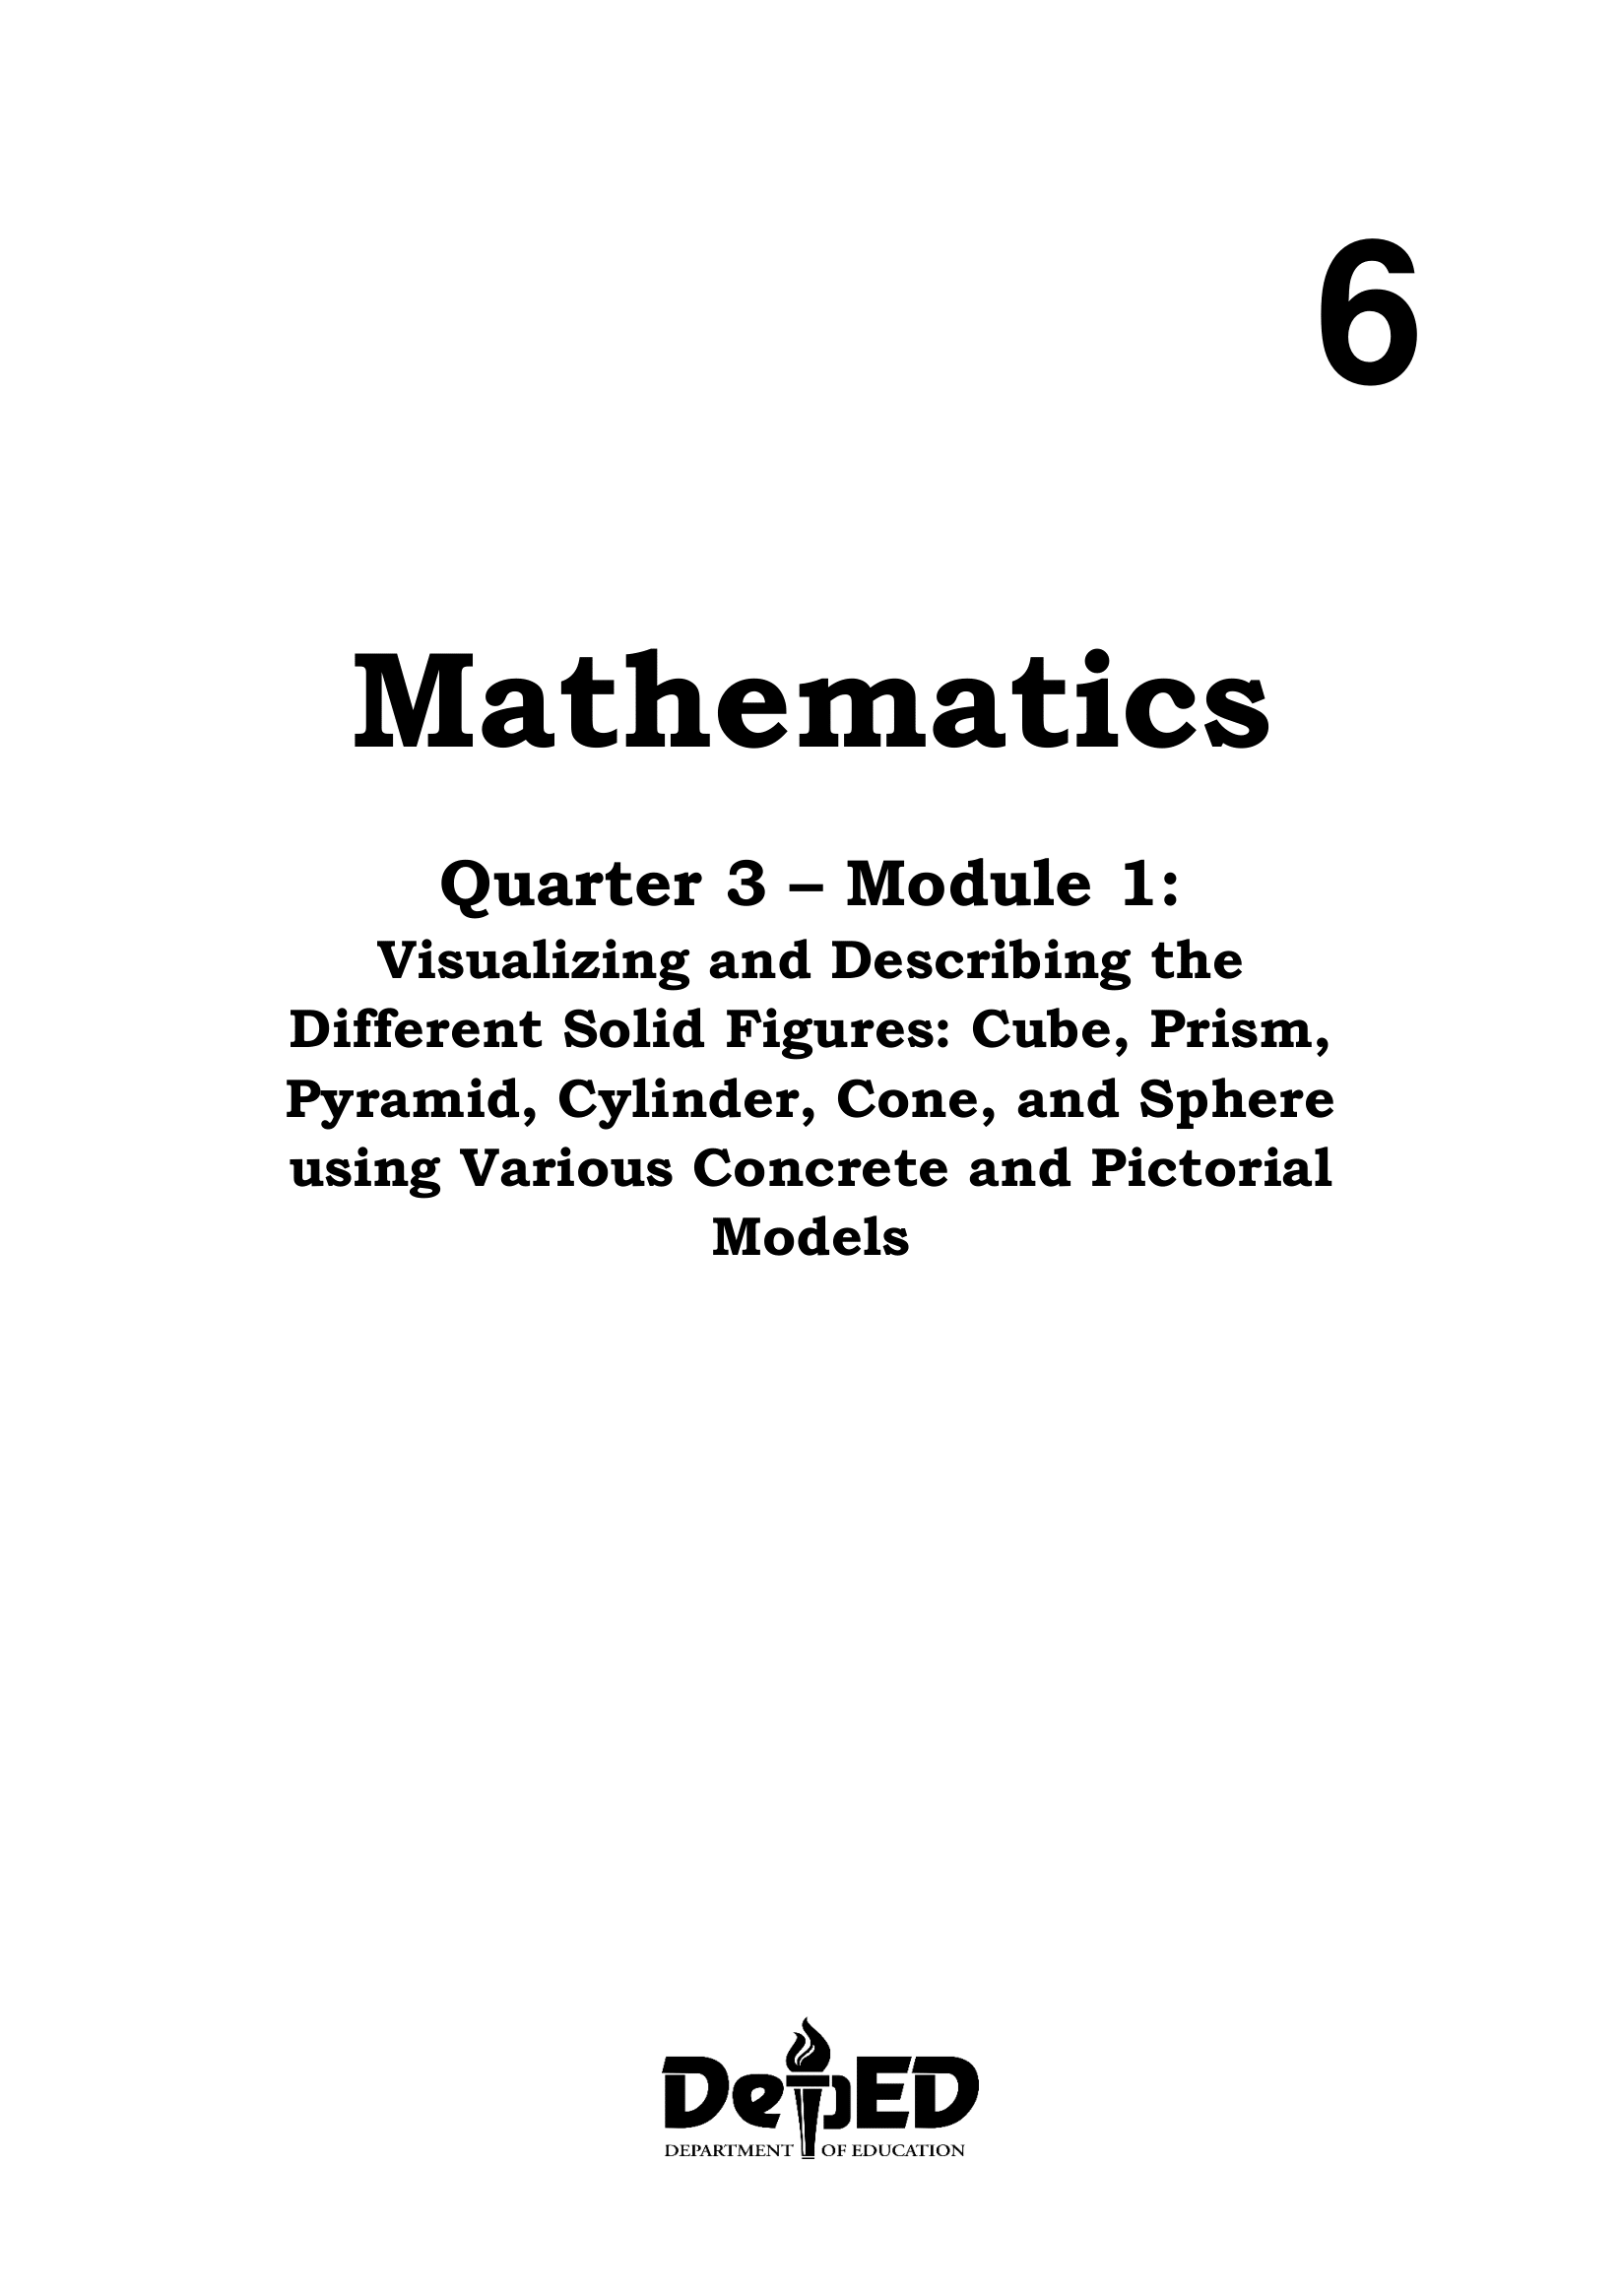 6
Mathematics
Quarter 3 – Module 1:
Visualizing and Describing the
Different Solid Figures: Cube, Prism,
Pyramid, Cylinder, Cone, and Sphere
using Various Concrete and Pictorial
Models
DepED
DEPARTMENT OF EDUCATION